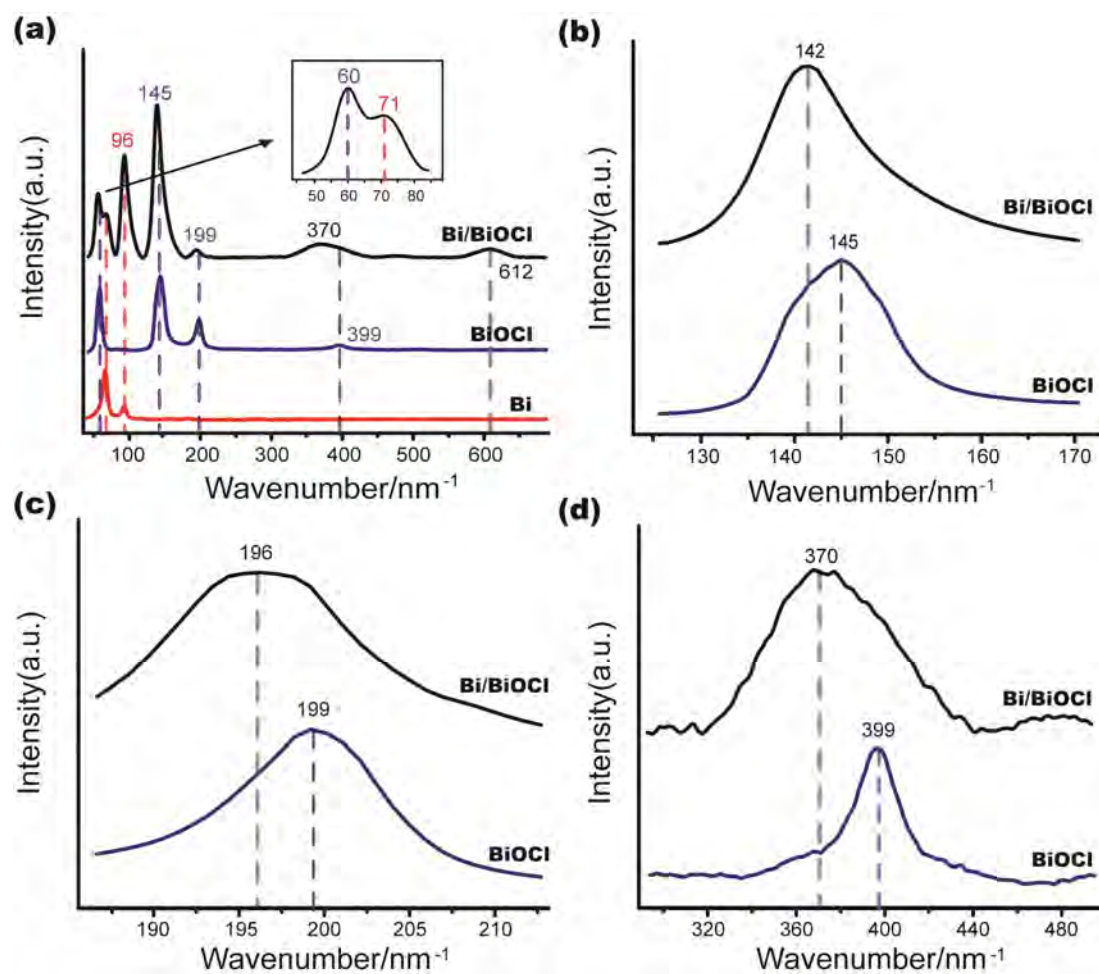 (a)
Intensity(a.u.)
145
96
60
71
50 60 70 80
199
370
Bi/BiOCl
612
BiOCl
399
Bi
100 200 300 400 500 600
Wavenumber/nm⁻¹
(b)
Intensity(a.u.)
142
Bi/BiOCl
145
BiOCl
130 140 150 160 170
Wavenumber/nm⁻¹
(c)
Intensity(a.u.)
196
Bi/BiOCl
199
BiOCl
190 195 200 205 210
Wavenumber/nm⁻¹
(d)
Intensity(a.u.)
370
Bi/BiOCl
399
BiOCl
320 360 400 440 480
Wavenumber/nm⁻¹